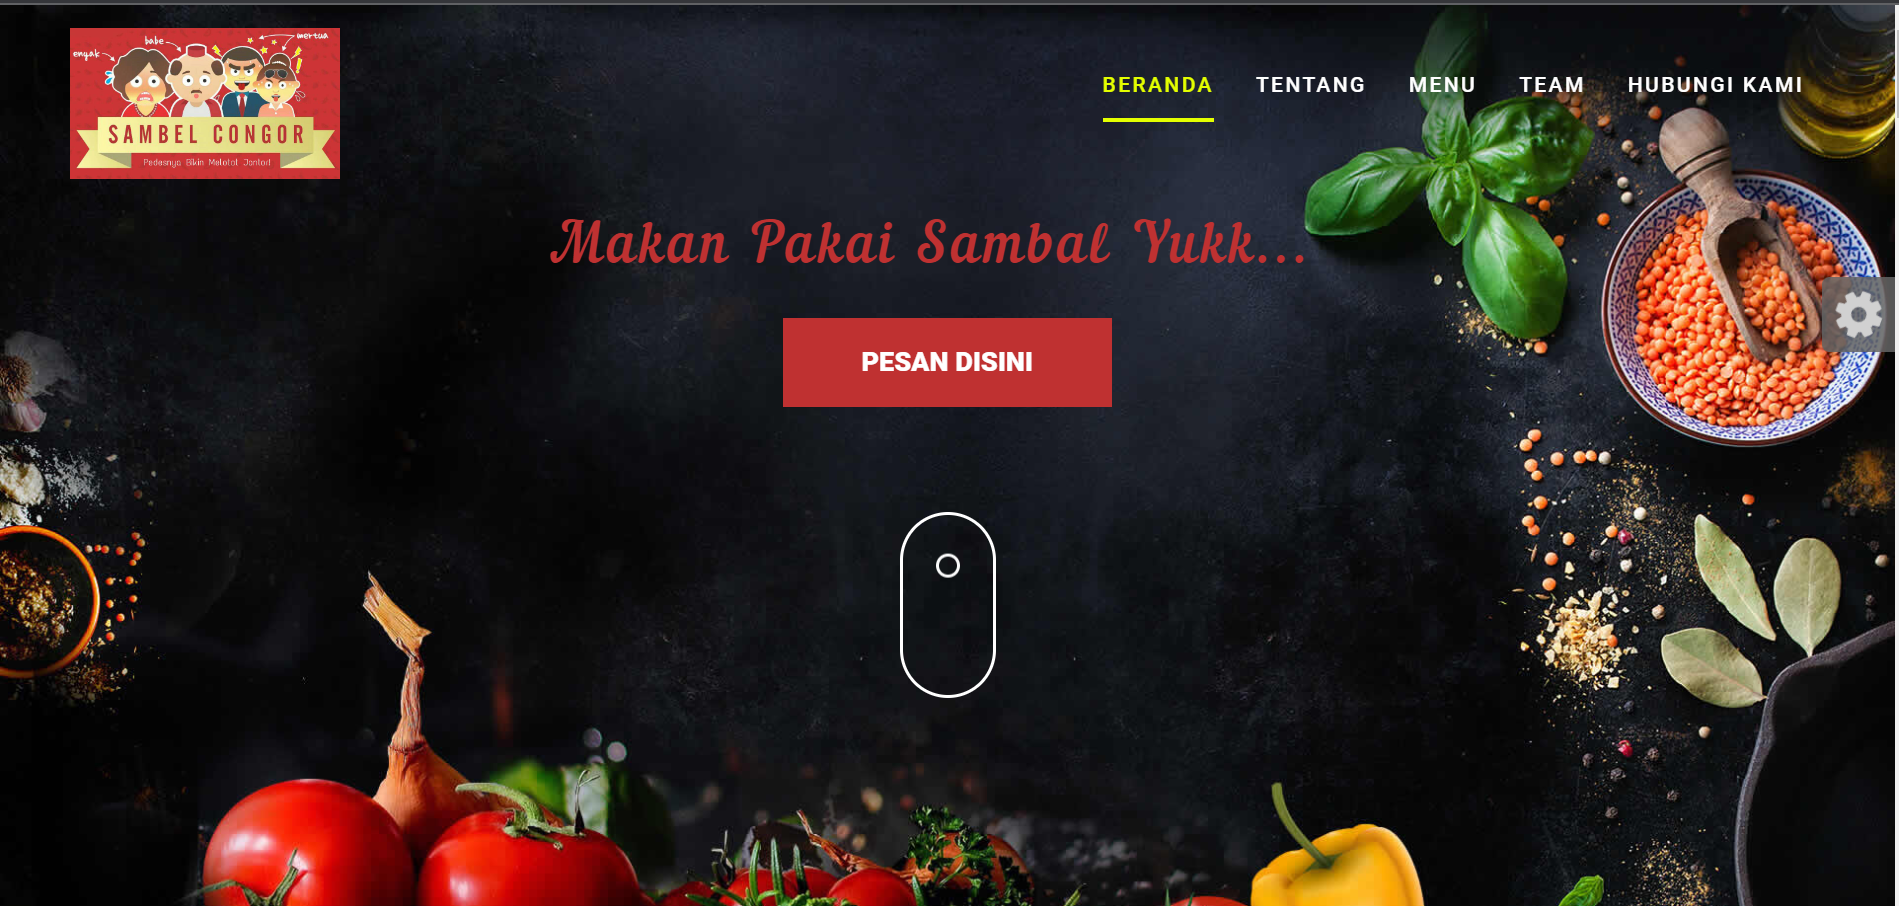 enyak
babe
mertua
SAMBEL CONGOR
Pedasnya Bikin Melotot Jontod
BERANDA TENTANG MENU TEAM HUBUNGI KAMI
Makan Pakai Sambal Yukk...
PESAN DISINI